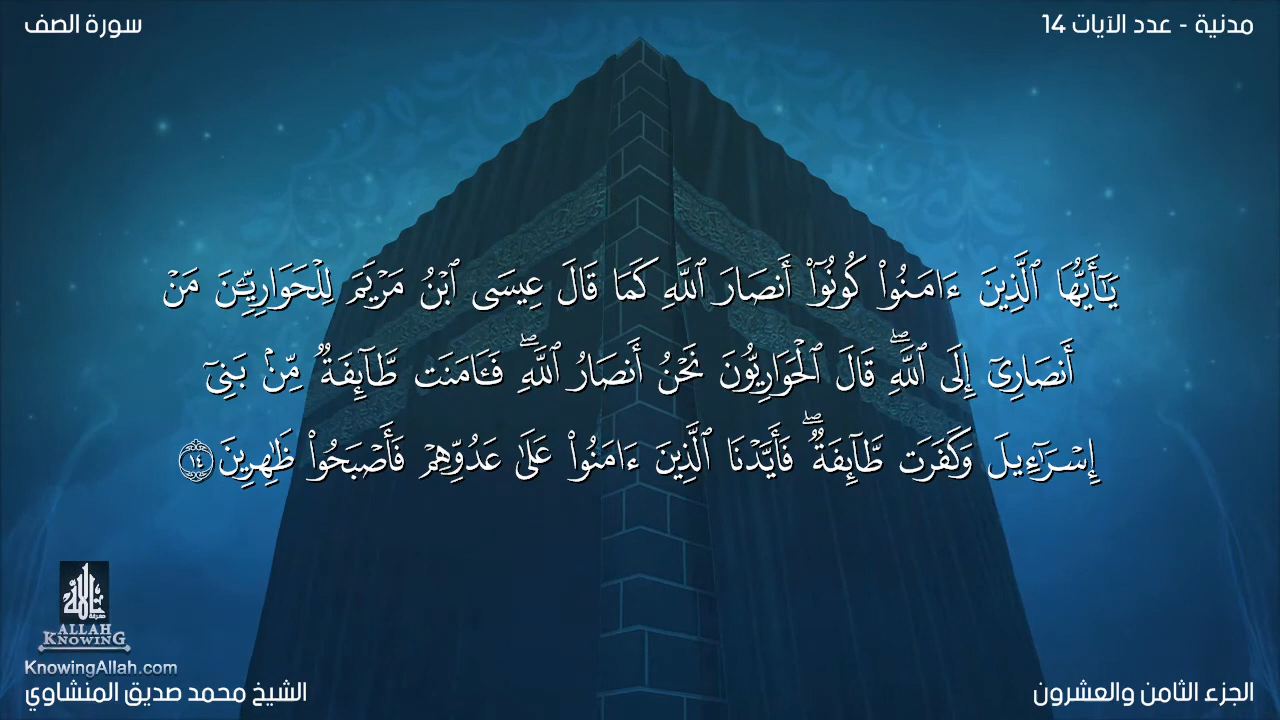 مدنية - عدد الآيات 14
سورة الصف
يَـٰٓأَيُّهَا ٱلَّذِينَ ءَامَنُوا۟ كُونُوٓا۟ أَنصَارَ ٱللَّهِ كَمَا قَالَ عِيسَى ٱبْنُ مَرْيَمَ لِلْحَوَارِيِّـۧنَ مَنْ
أَنصَارِىٓ إِلَى ٱللَّهِ ۖ قَالَ ٱلْحَوَارِيُّونَ نَحْنُ أَنصَارُ ٱللَّهِ ۖ فَـَٔامَنَت طَّآئِفَةٌ مِّنۢ بَنِىٓ
إِسْرَٰٓءِيلَ وَكَفَرَت طَّآئِفَةٌ ۖ فَأَيَّدْنَا ٱلَّذِينَ ءَامَنُوا۟ عَلَىٰ عَدُوِّهِمْ فَأَصْبَحُوا۟ ظَـٰهِرِينَ ١٤
معرفة الله
ALLAH
KNOWING
KnowingAllah.com
الجزء الثامن والعشرون
الشيخ محمد صديق المنشاوي